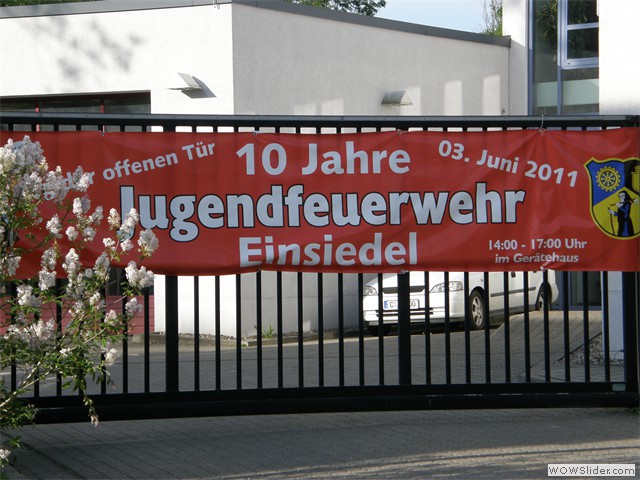 offenen Tür
10 Jahre
03. Juni 2011
Jugendfeuerwehr
Einsiedel
14:00 - 17:00 Uhr
im Gerätehaus
WOWSlider.com